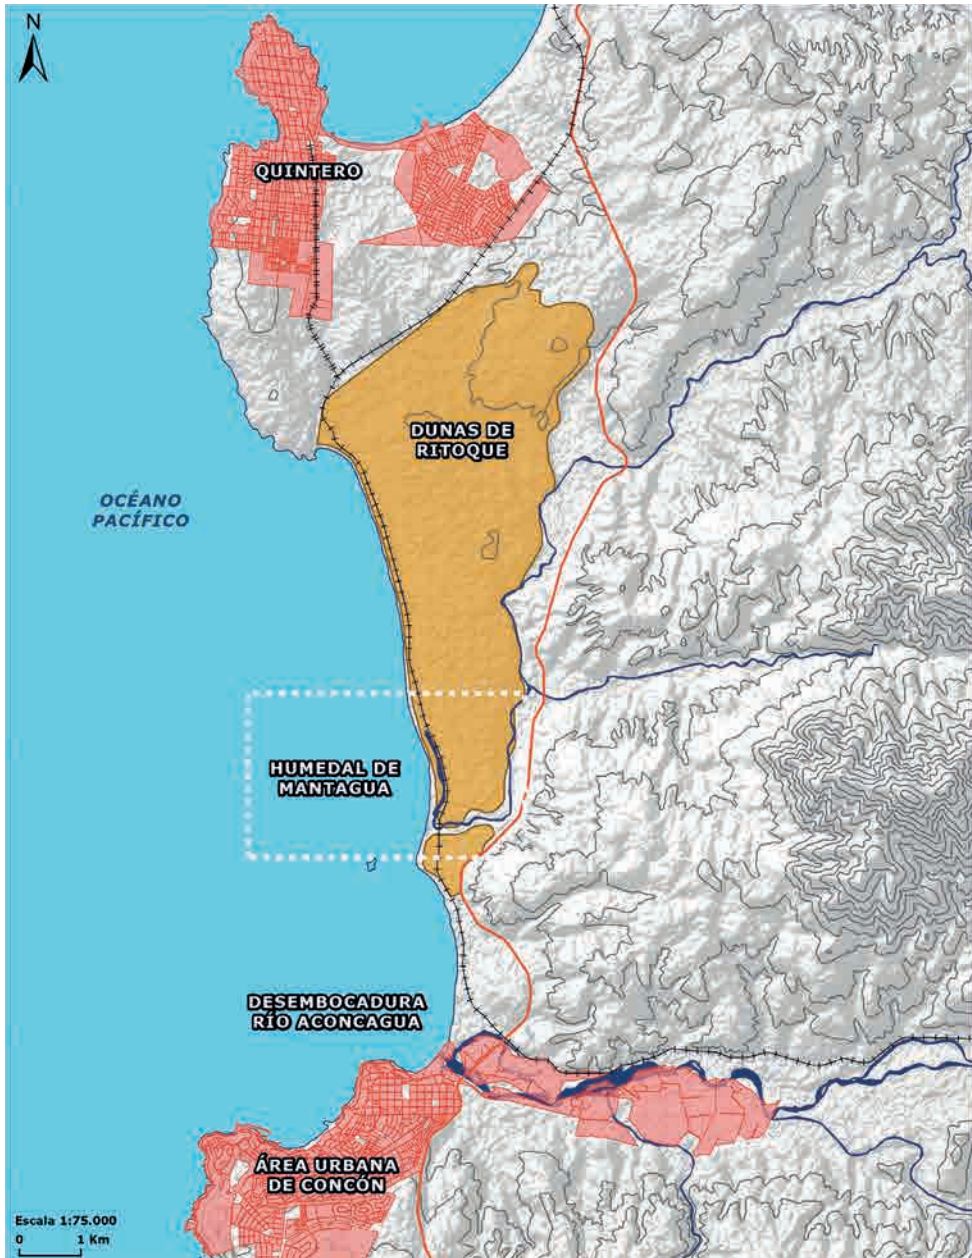 N
QUINTERO
DUNAS DE
RITOQUE
OCÉANO
PACÍFICO
HUMEDAL DE
MANTAGUA
DESEMBOCADURA
RÍO ACONCAGUA
ÁREA URBANA
DE CONCÓN
Escala 1:75.000
0 1 Km